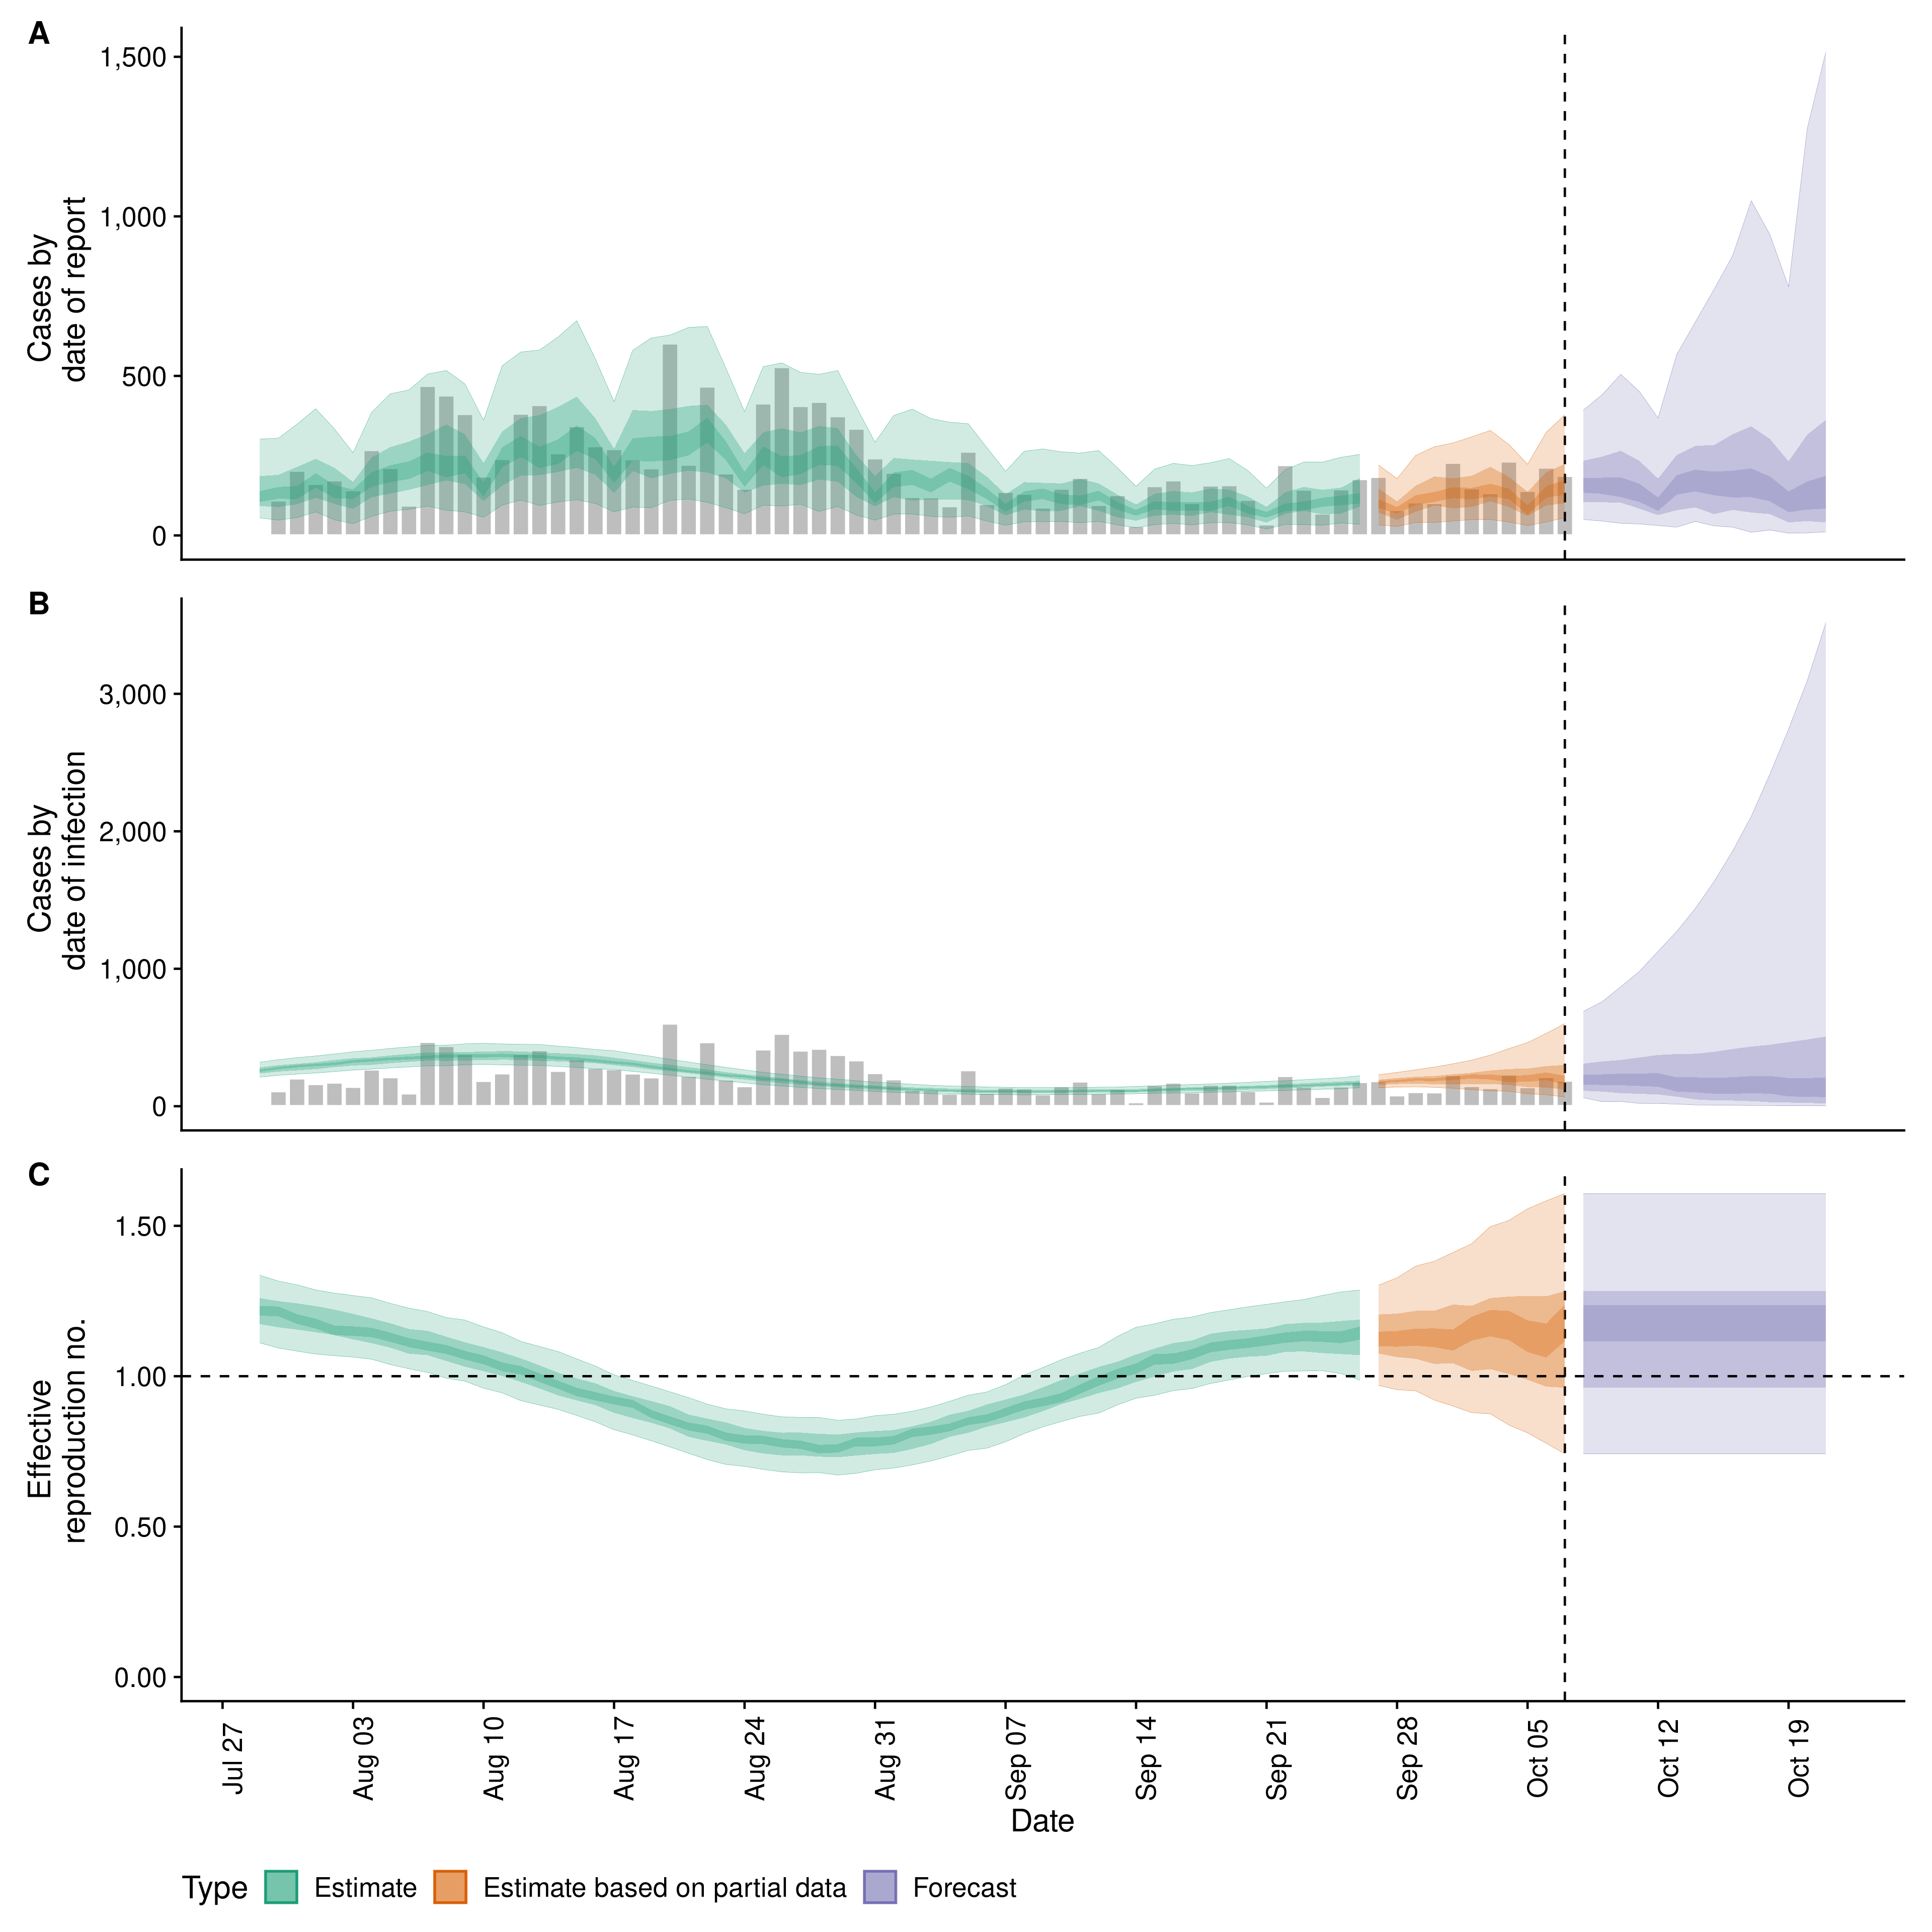 A
1,500
1,000
500
0
Cases by
date of report
B
3,000
2,000
1,000
0
Cases by
date of infection
C
1.50
1.00
0.50
0.00
Effective
reproduction no.
Jul 27
Aug 03
Aug 10
Aug 17
Aug 24
Aug 31
Sep 07
Sep 14
Sep 21
Sep 28
Oct 05
Oct 12
Oct 19
Date
Type Estimate Estimate based on partial data Forecast